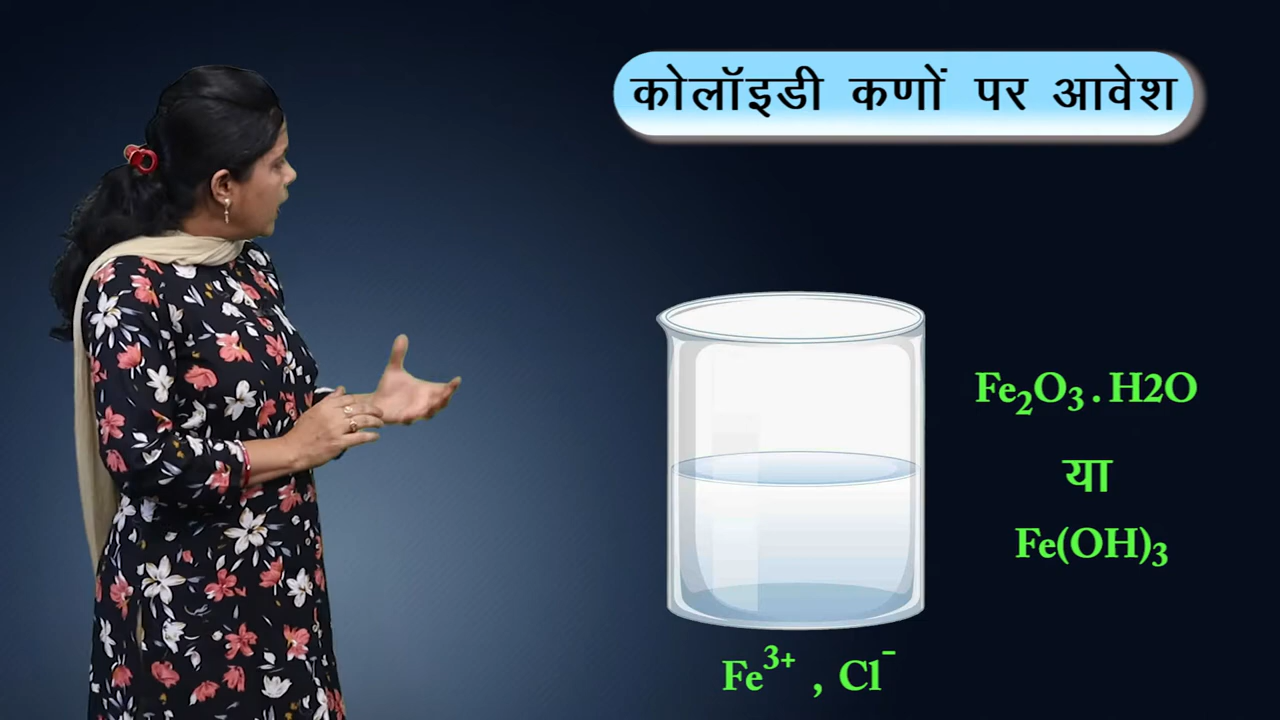 कोलॉइडी कणों पर आवेश
Fe₂O₃ . H2O
या
Fe(OH)₃
Fe³⁺ , Cl⁻